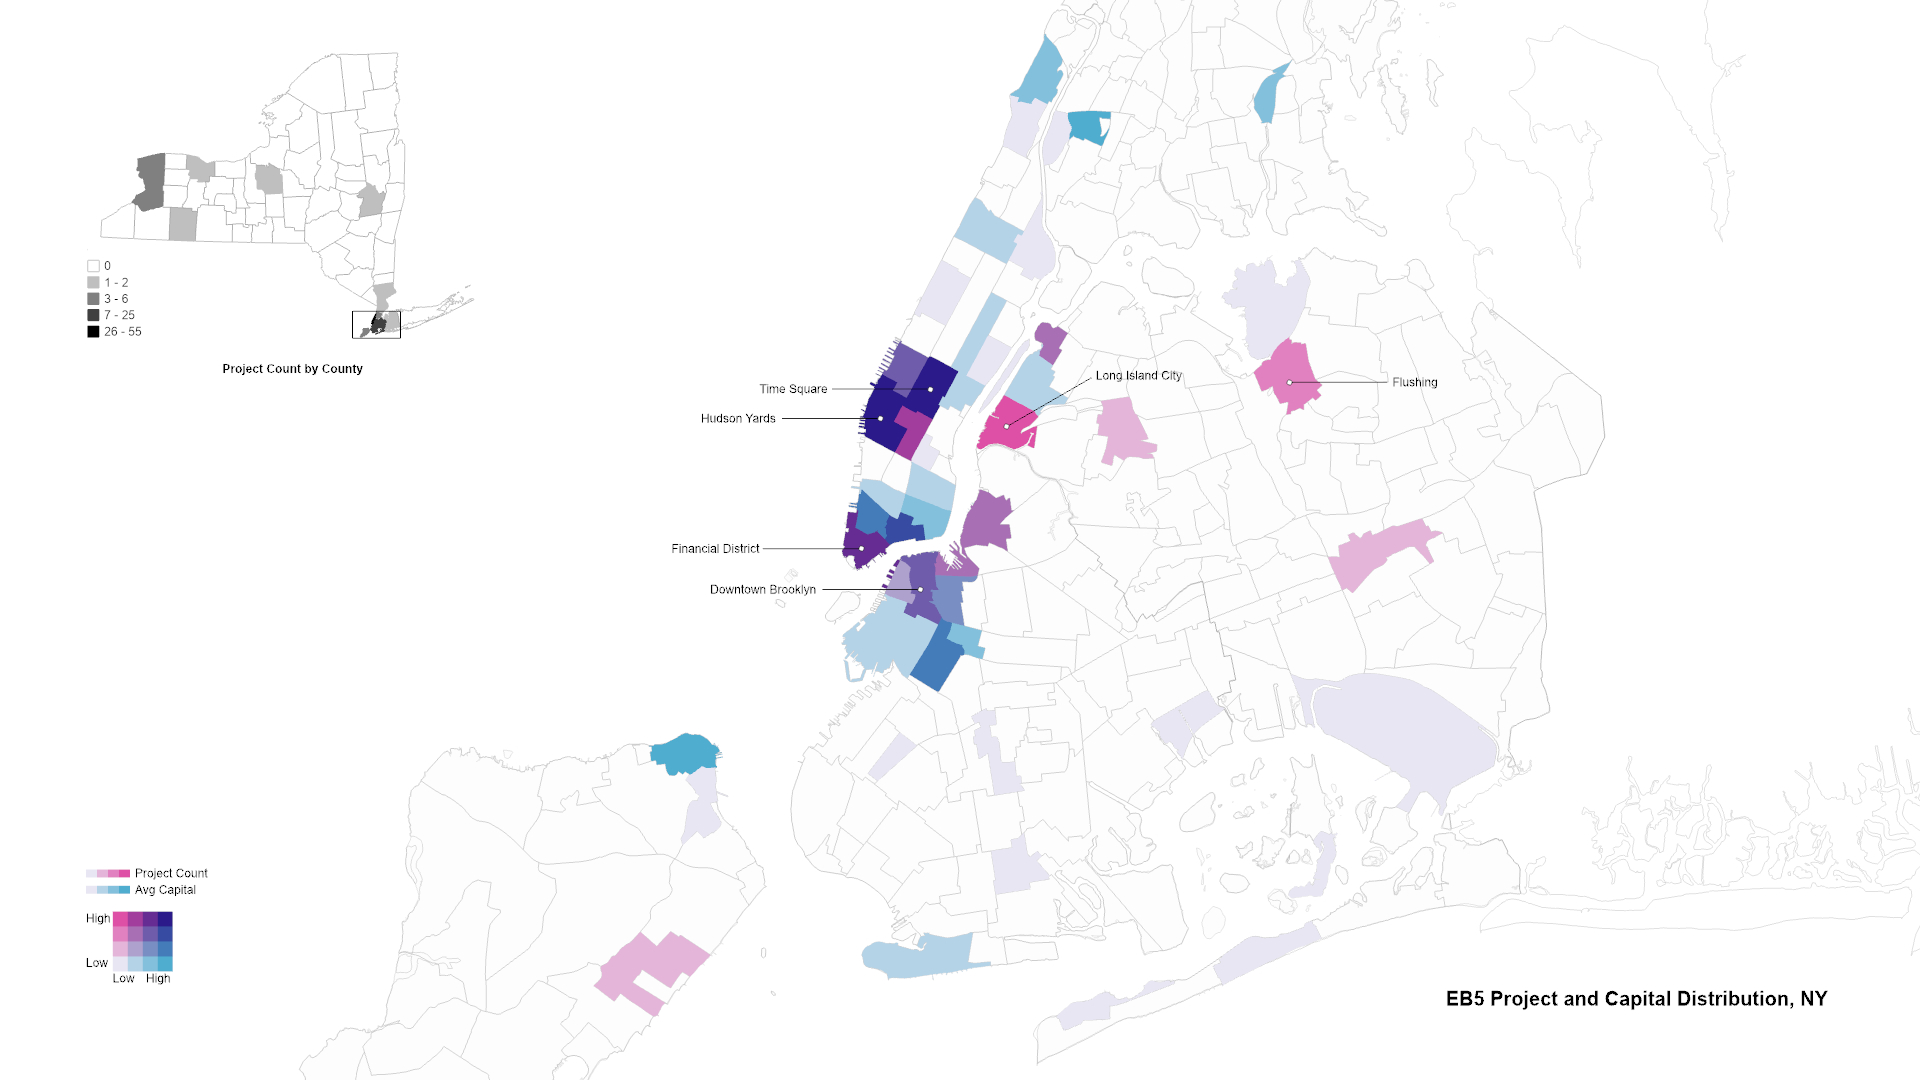 0
1 - 2
3 - 6
7 - 25
26 - 55
Project Count by County
Time Square
Hudson Yards
Long Island City
Flushing
Financial District
Downtown Brooklyn
Project Count
Avg Capital
High
Low
Low High
EB5 Project and Capital Distribution, NY